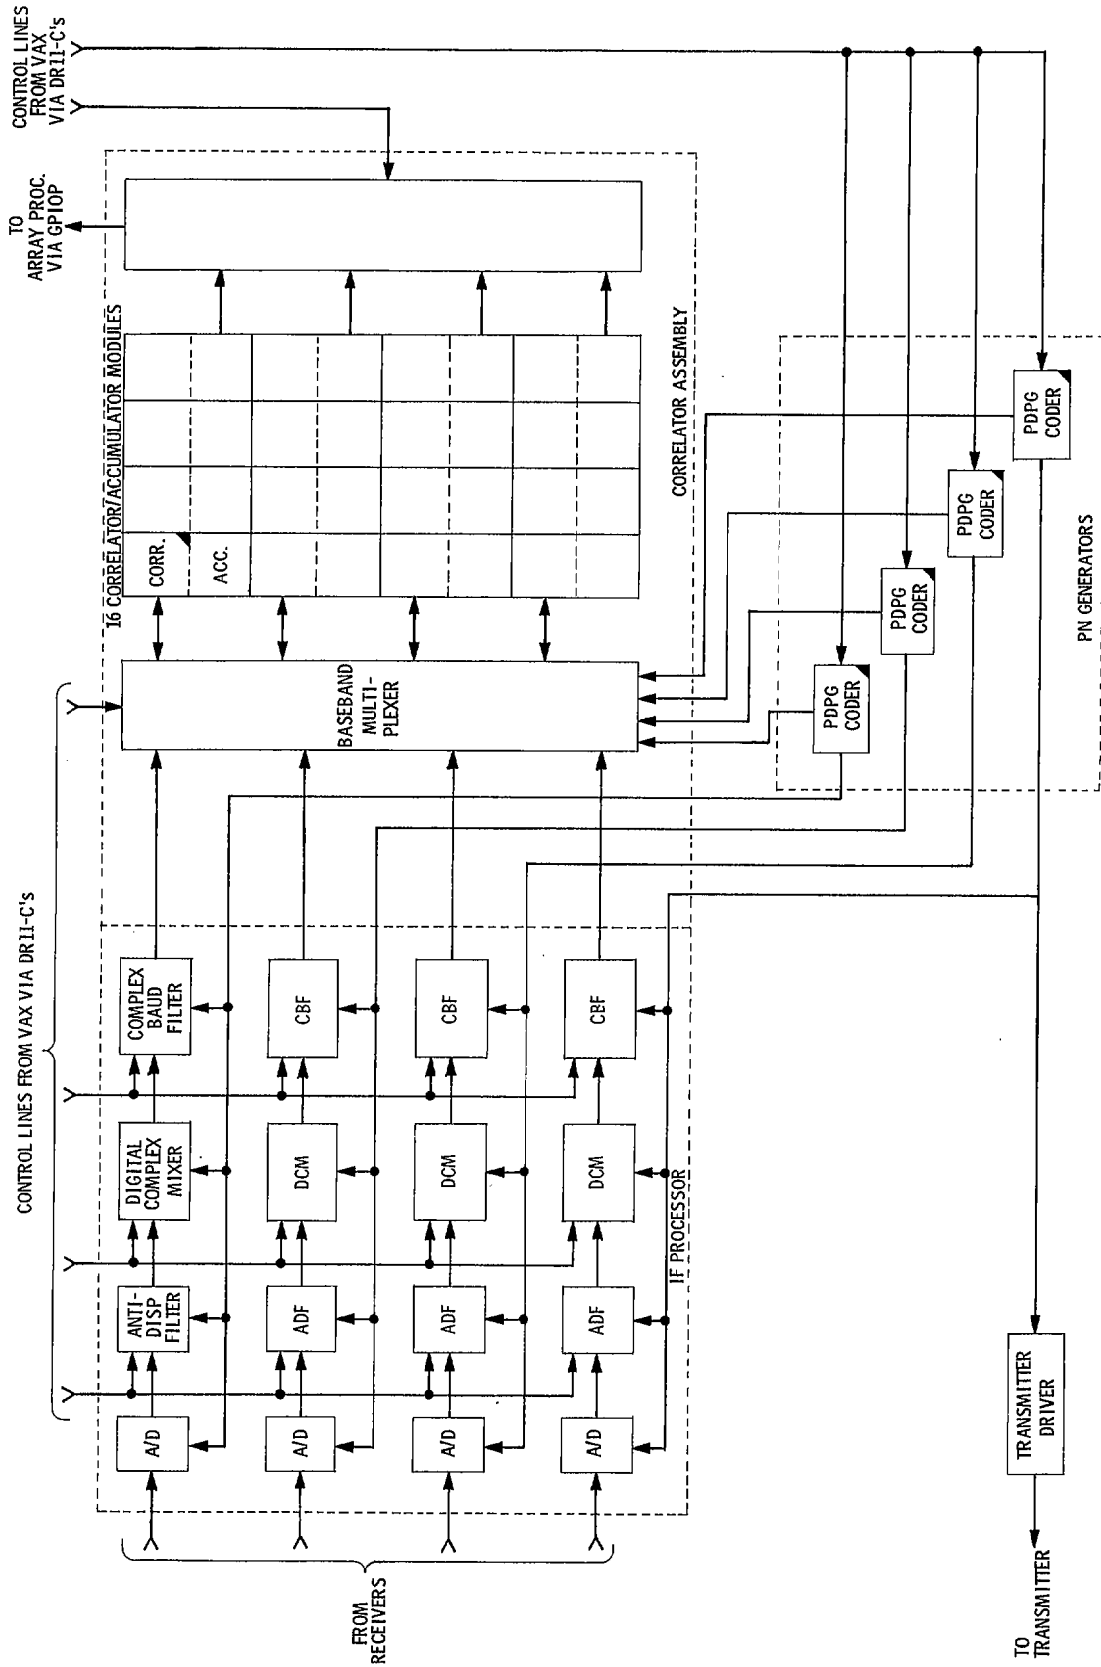 CONTROL LINES
FROM VAX
VIA DR11-C's
TO
ARRAY PROC.
VIA GPIOP
CONTROL LINES FROM VAX VIA DR11-C's
16 CORRELATOR/ACCUMULATOR MODULES
FROM
RECEIVERS
A/D
ANTI-
DISP
FILTER
DIGITAL
COMPLEX
MIXER
COMPLEX
BAUD
FILTER
BASEBAND
MULTI-
PLEXER
CORR.
ACC.
A/D
ADF
DCM
CBF
A/D
ADF
DCM
CBF
A/D
ADF
DCM
CBF
IF PROCESSOR
CORRELATOR ASSEMBLY
PDPG
CODER
PDPG
CODER
PDPG
CODER
PDPG
CODER
PN GENERATORS
TRANSMITTER
DRIVER
TO
TRANSMITTER